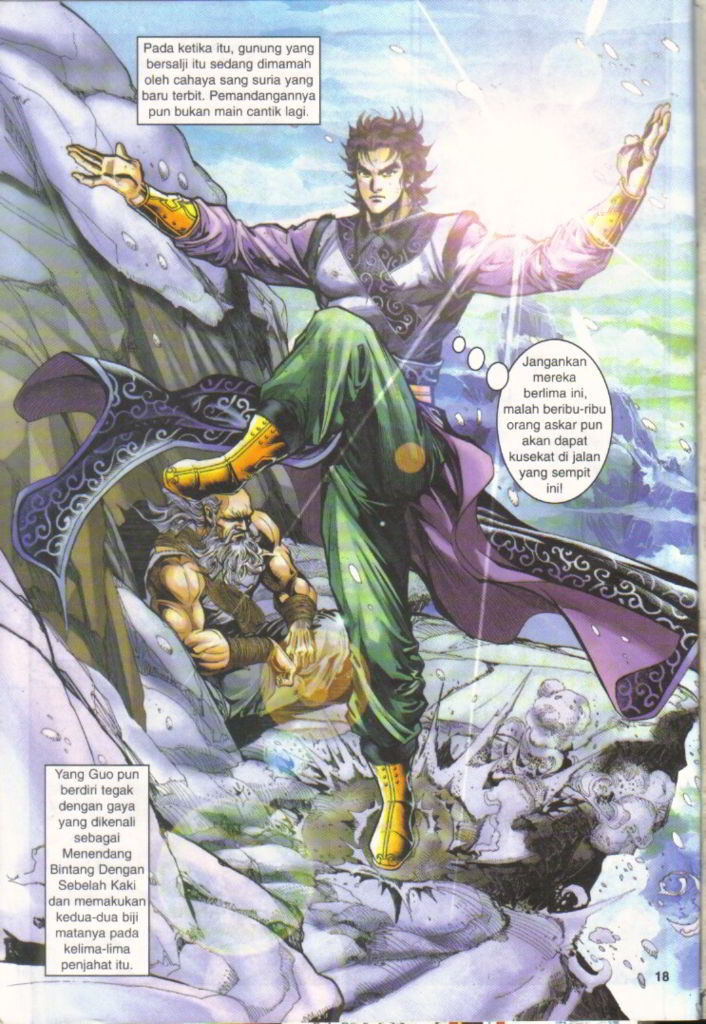 Pada ketika itu, gunung yang
bersalji itu sedang dimamah
oleh cahaya sang suria yang
baru terbit. Pemandangannya
pun bukan main cantik lagi.
Jangankan
mereka
berlima ini,
malah beribu-ribu
orang askar pun
akan dapat
kusekat di jalan
yang sempit
ini!
Yang Guo pun
berdiri tegak
dengan gaya
yang dikenali
sebagai
Menendang
Bintang Dengan
Sebelah Kaki
dan memakukan
kedua-dua biji
matanya pada
kelima-lima
penjahat itu.
18